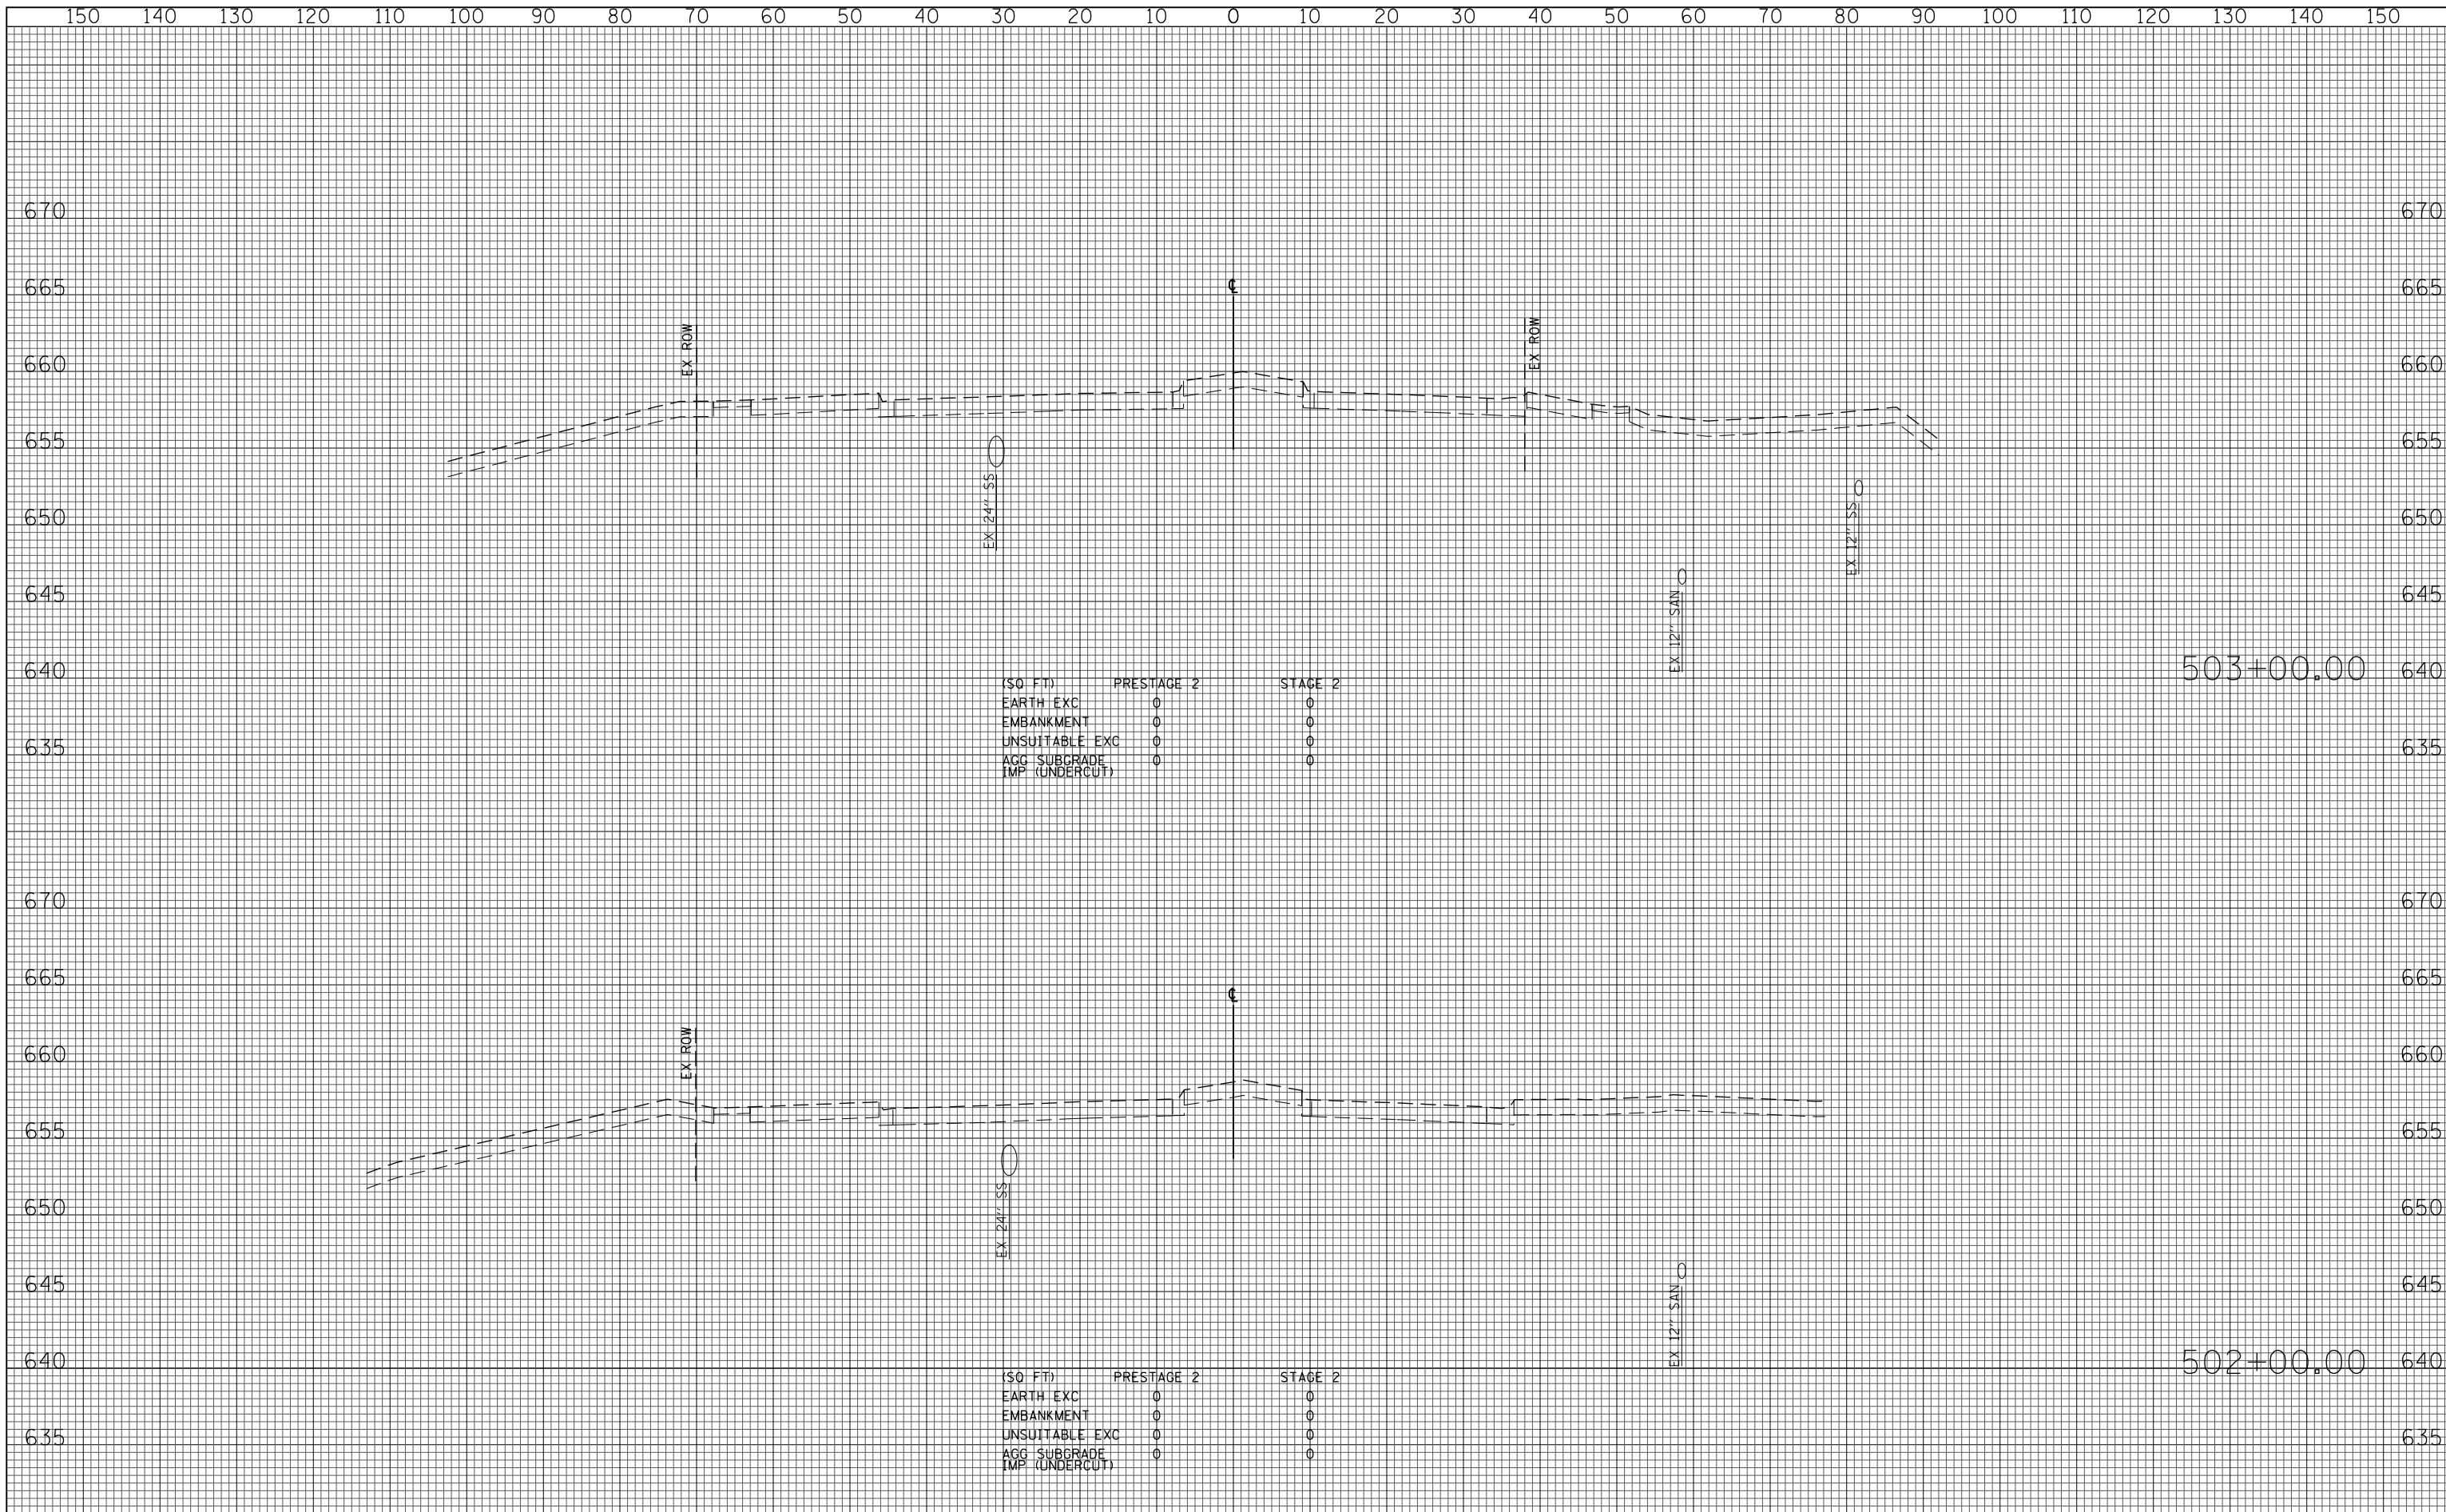 150 140 130 120 110 100 90 80 70 60 50 40 30 20 10 0 10 20 30 40 50 60 70 80 90 100 110 120 130 140 150
670 670
665 ℄ 665
EX ROW EX ROW
660 660
655 655
EX 24" SS
EX 12" SS
650 650
EX 12" SAN
645 645
640 503+00.00 640
(SQ FT) PRESTAGE 2 STAGE 2
EARTH EXC 0 0
EMBANKMENT 0 0
UNSUITABLE EXC 0 0
635 635
AGG SUBGRADE 0 0
IMP (UNDERCUT)
670 670
665 665
℄
EX ROW
660 660
655 655
EX 24" SS
650 650
645 645
EX 12" SAN
640 502+00.00 640
(SQ FT) PRESTAGE 2 STAGE 2
EARTH EXC 0 0
EMBANKMENT 0 0
UNSUITABLE EXC 0 0
635 635
AGG SUBGRADE 0 0
IMP (UNDERCUT)